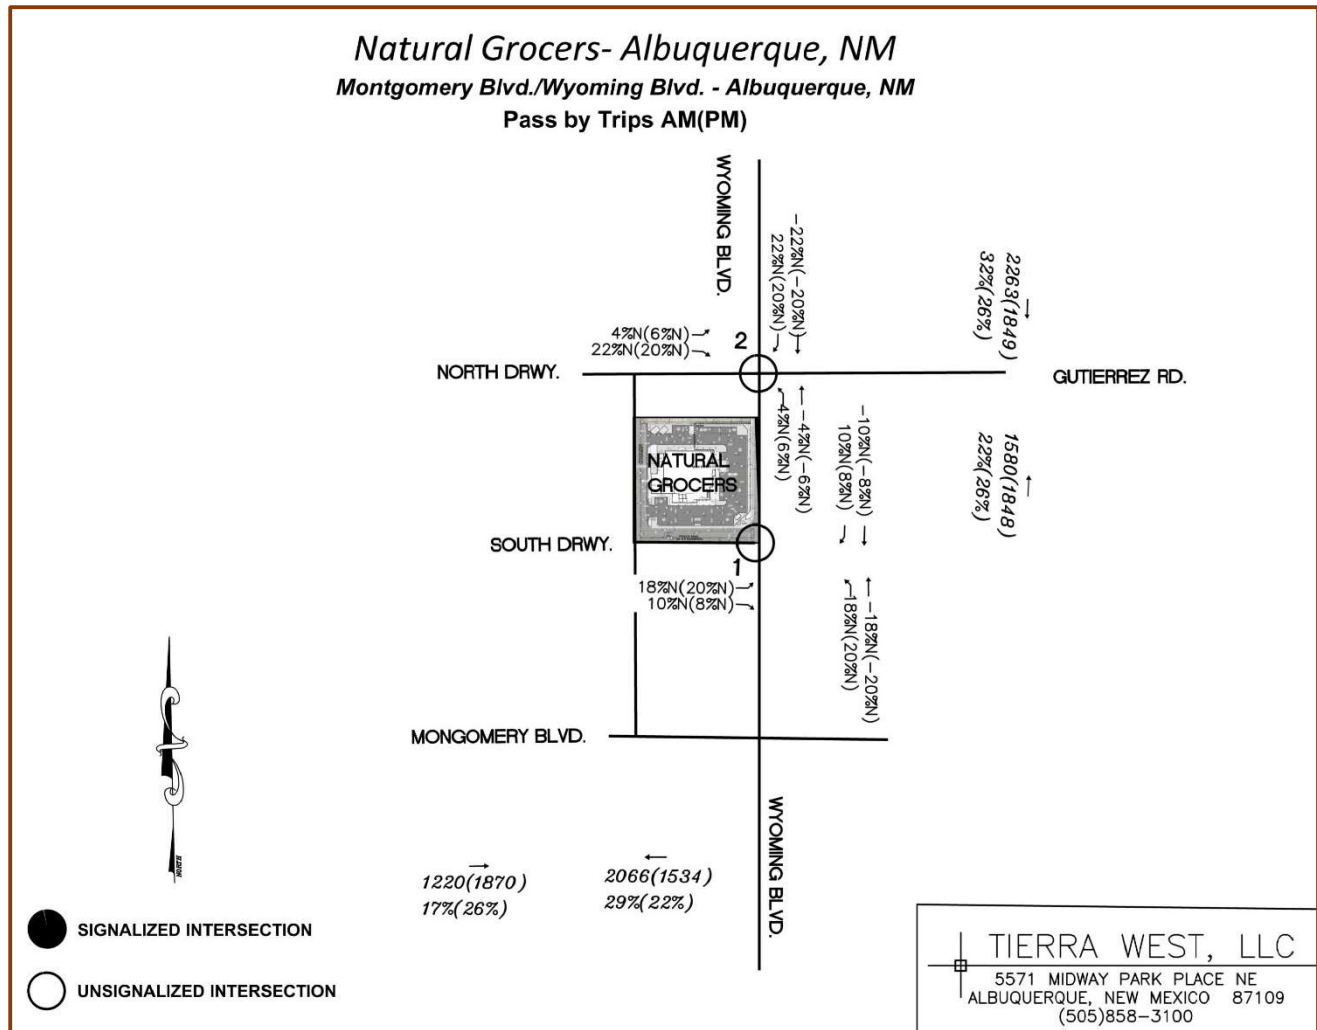 Natural Grocers- Albuquerque, NM
Montgomery Blvd./Wyoming Blvd. - Albuquerque, NM
Pass by Trips AM(PM)
WYOMING BLVD.
-22%N(-20%N)
22%N(20%N)
2263(1849)
32%(26%)
4%N(6%N)
22%N(20%N)
2
NORTH DRWY.
GUTIERREZ RD.
-4%N(-6%N)
4%N(6%N)
-10%N(-8%N)
10%N(8%N)
1580(1848)
22%(26%)
NATURAL
GROCERS
SOUTH DRWY.
1
18%N(20%N)
10%N(8%N)
-18%N(-20%N)
18%N(20%N)
MONGOMERY BLVD.
WYOMING BLVD.
1220(1870)
17%(26%)
2066(1534)
29%(22%)
SIGNALIZED INTERSECTION
UNSIGNALIZED INTERSECTION
TIERRA WEST, LLC
5571 MIDWAY PARK PLACE NE
ALBUQUERQUE, NEW MEXICO 87109
(505)858-3100